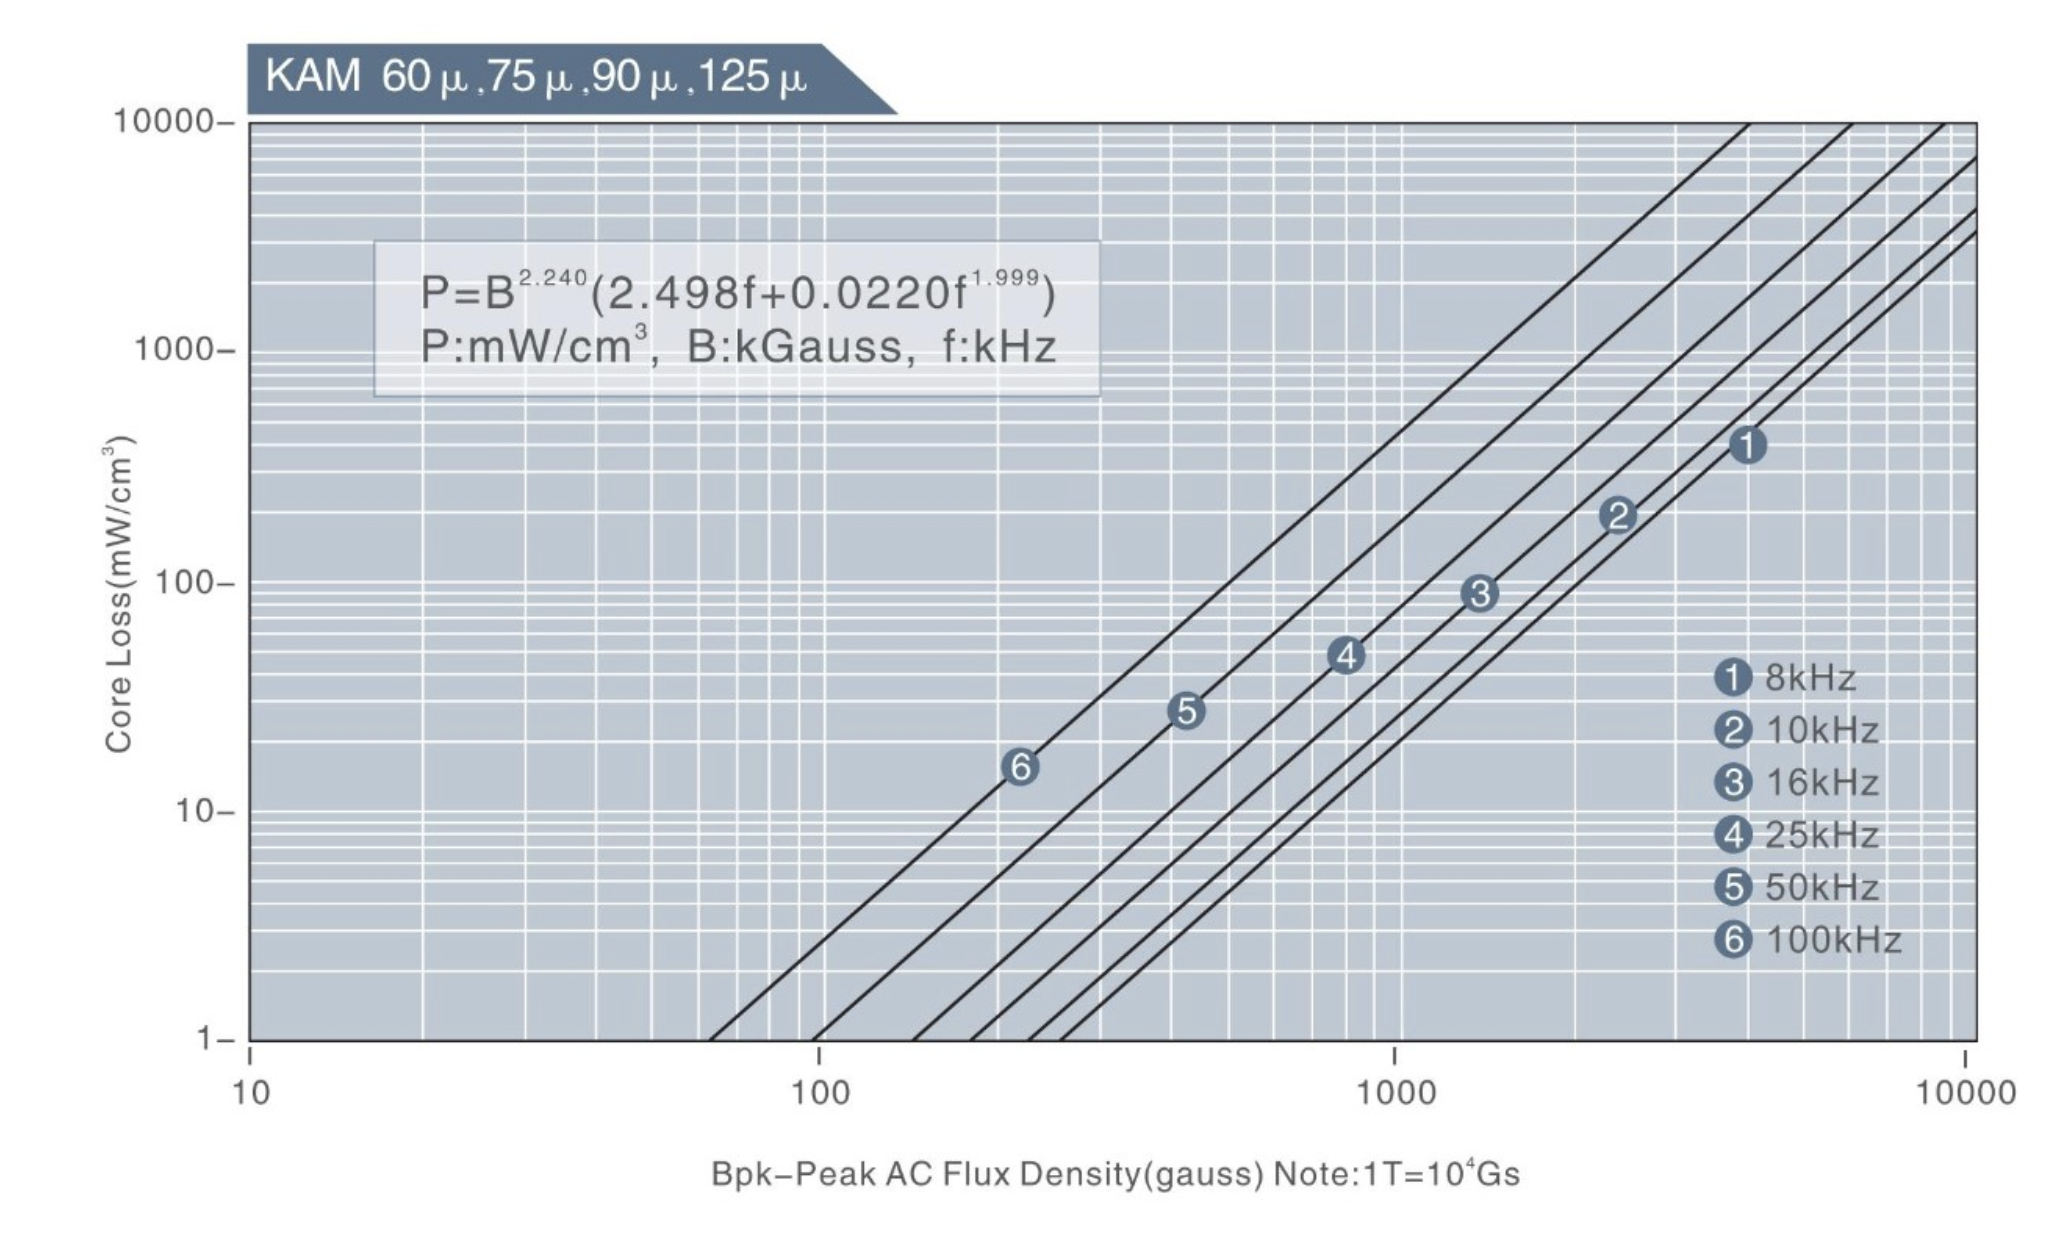 KAM 60μ,75μ,90μ,125μ
10000
1000
100
10
1
Core Loss(mW/cm³)
P=B^2.240(2.498f+0.0220f^1.999)
P:mW/cm³, B:kGauss, f:kHz
6
5
4
3
2
1
1 8kHz
2 10kHz
3 16kHz
4 25kHz
5 50kHz
6 100kHz
10 100 1000 10000
Bpk–Peak AC Flux Density(gauss) Note:1T=10⁴Gs